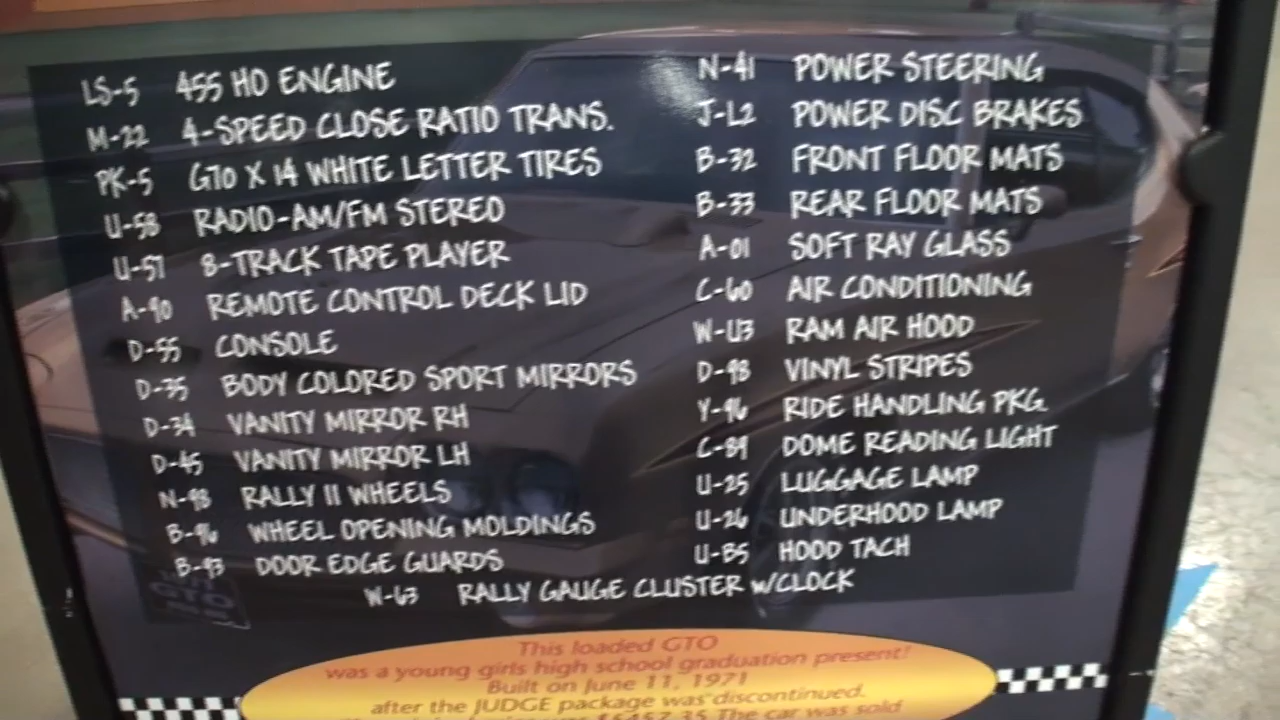 LS-5 455 HO ENGINE
M-22 4-SPEED CLOSE RATIO TRANS.
PK-5 G70 X 14 WHITE LETTER TIRES
U-58 RADIO-AM/FM STEREO
U-57 8-TRACK TAPE PLAYER
A-90 REMOTE CONTROL DECK LID
D-55 CONSOLE
D-35 BODY COLORED SPORT MIRRORS
D-34 VANITY MIRROR RH
D-45 VANITY MIRROR LH
N-98 RALLY II WHEELS
B-96 WHEEL OPENING MOLDINGS
B-93 DOOR EDGE GUARDS
W-63 RALLY GAUGE CLUSTER W/CLOCK
N-41 POWER STEERING
J-L2 POWER DISC BRAKES
B-32 FRONT FLOOR MATS
B-33 REAR FLOOR MATS
A-01 SOFT RAY GLASS
C-60 AIR CONDITIONING
W-U3 RAM AIR HOOD
D-98 VINYL STRIPES
Y-96 RIDE HANDLING PKG.
C-89 DOME READING LIGHT
U-25 LUGGAGE LAMP
U-26 UNDERHOOD LAMP
U-B5 HOOD TACH
GTO
This loaded GTO
was a young girls high school graduation present!
Built on June 11, 1971
after the JUDGE package was discontinued.
The car was sold